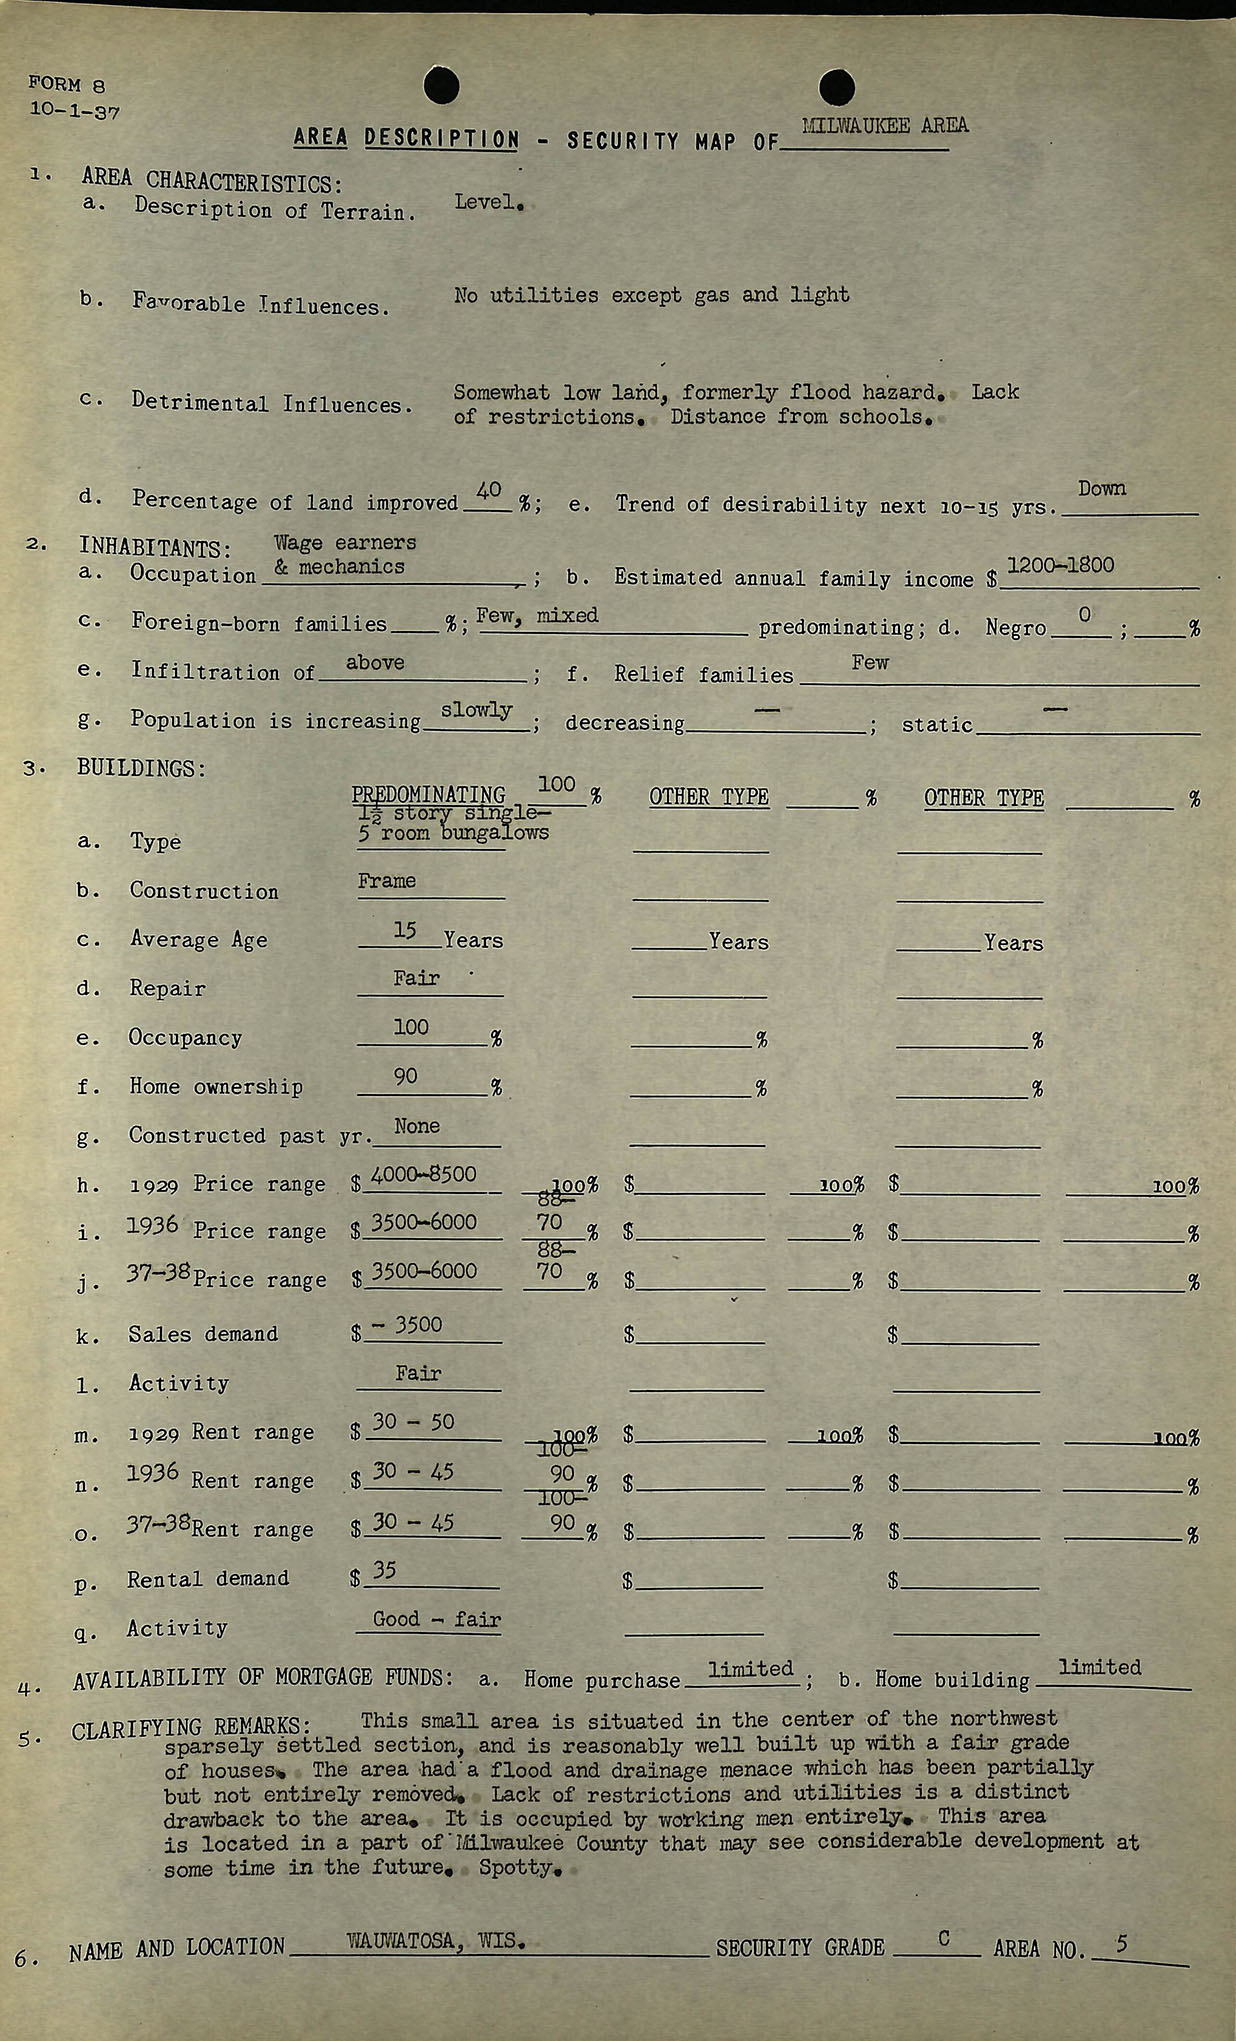 FORM 8
10-1-37
AREA DESCRIPTION - SECURITY MAP OF MILWAUKEE AREA
1. AREA CHARACTERISTICS:
a. Description of Terrain. Level.
b. Favorable Influences. No utilities except gas and light
c. Detrimental Influences. Somewhat low land, formerly flood hazard. Lack
of restrictions. Distance from schools.
d. Percentage of land improved 40 %; e. Trend of desirability next 10-15 yrs. Down
2. INHABITANTS: Wage earners
a. Occupation & mechanics ; b. Estimated annual family income $ 1200-1800
c. Foreign-born families %; Few, mixed predominating; d. Negro 0 ; %
e. Infiltration of above ; f. Relief families Few
g. Population is increasing slowly ; decreasing — ; static —
3. BUILDINGS:
PREDOMINATING 100 % OTHER TYPE % OTHER TYPE %
1½ story single-
a. Type 5 room bungalows
b. Construction Frame
c. Average Age 15 Years Years Years
d. Repair Fair
e. Occupancy 100 % % %
f. Home ownership 90 % % %
g. Constructed past yr. None
h. 1929 Price range $ 4000-8500 100% $ 100% $ 100%
88-
i. 1936 Price range $ 3500-6000 70 % $ % $ %
88-
j. 37-38 Price range $ 3500-6000 70 % $ % $ %
k. Sales demand $ - 3500 $ $
l. Activity Fair
m. 1929 Rent range $ 30 - 50 100% $ 100% $ 100%
100-
n. 1936 Rent range $ 30 - 45 90 % $ % $ %
100-
o. 37-38 Rent range $ 30 - 45 90 % $ % $ %
p. Rental demand $ 35 $ $
q. Activity Good - fair
4. AVAILABILITY OF MORTGAGE FUNDS: a. Home purchase limited ; b. Home building limited
5. CLARIFYING REMARKS: This small area is situated in the center of the northwest
sparsely settled section, and is reasonably well built up with a fair grade
of houses. The area had a flood and drainage menace which has been partially
but not entirely removed. Lack of restrictions and utilities is a distinct
drawback to the area. It is occupied by working men entirely. This area
is located in a part of Milwaukee County that may see considerable development at
some time in the future. Spotty.
6. NAME AND LOCATION WAUWATOSA, WIS. SECURITY GRADE C AREA NO. 5